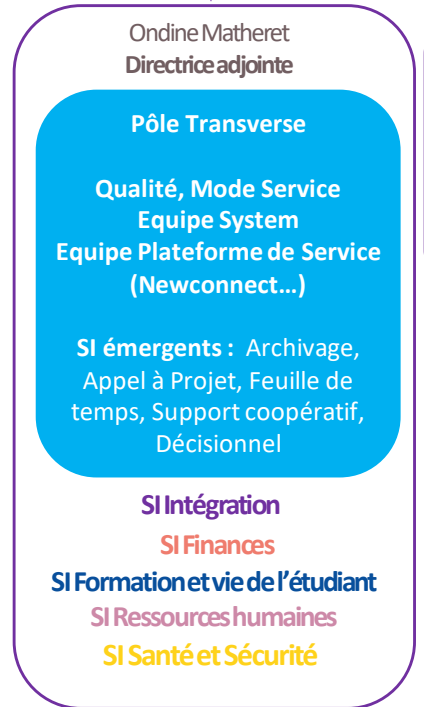 Ondine Matheret
Directrice adjointe
Pôle Transverse
Qualité, Mode Service
Equipe System
Equipe Plateforme de Service
(Newconnect…)
SI émergents : Archivage,
Appel à Projet, Feuille de
temps, Support coopératif,
Décisionnel
SI Intégration
SI Finances
SI Formation et vie de l’étudiant
SI Ressources humaines
SI Santé et Sécurité